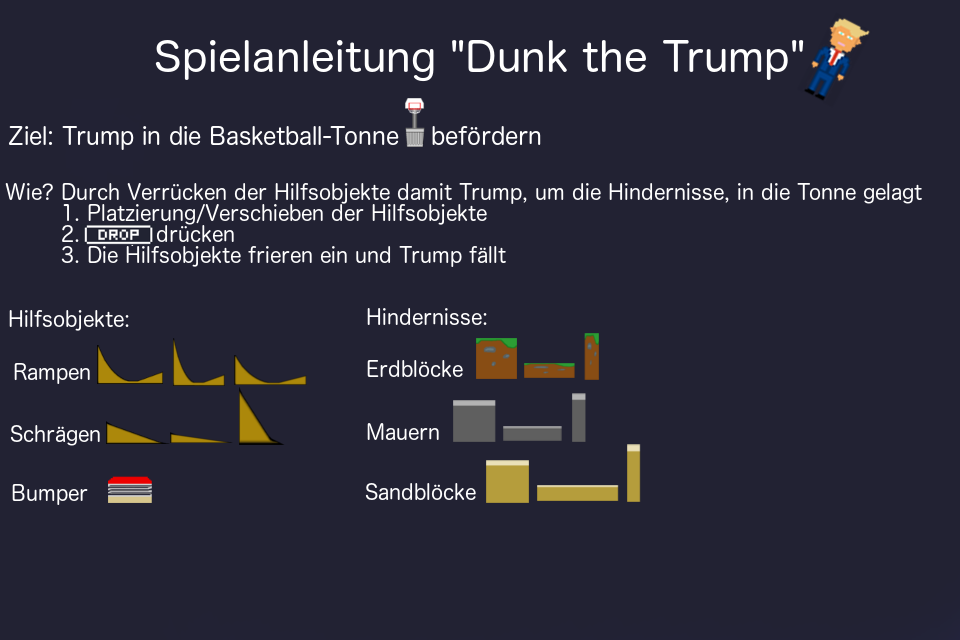 Spielanleitung "Dunk the Trump"
Ziel: Trump in die Basketball-Tonne befördern
Wie? Durch Verrücken der Hilfsobjekte damit Trump, um die Hindernisse, in die Tonne gelagt
1. Platzierung/Verschieben der Hilfsobjekte
2. DROP drücken
3. Die Hilfsobjekte frieren ein und Trump fällt
Hilfsobjekte:
Rampen
Schrägen
Bumper
Hindernisse:
Erdblöcke
Mauern
Sandblöcke